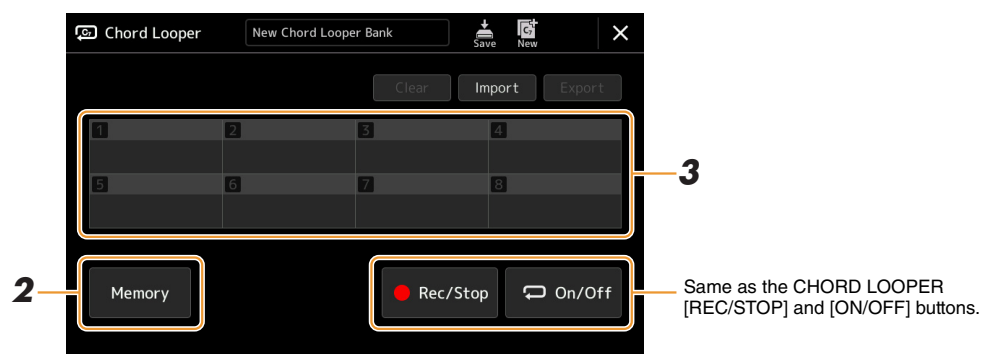 Chord Looper
New Chord Looper Bank
Save
New
Clear
Import
Export
1
2
3
4
3
5
6
7
8
2
Memory
Rec/Stop
On/Off
Same as the CHORD LOOPER
[REC/STOP] and [ON/OFF] buttons.